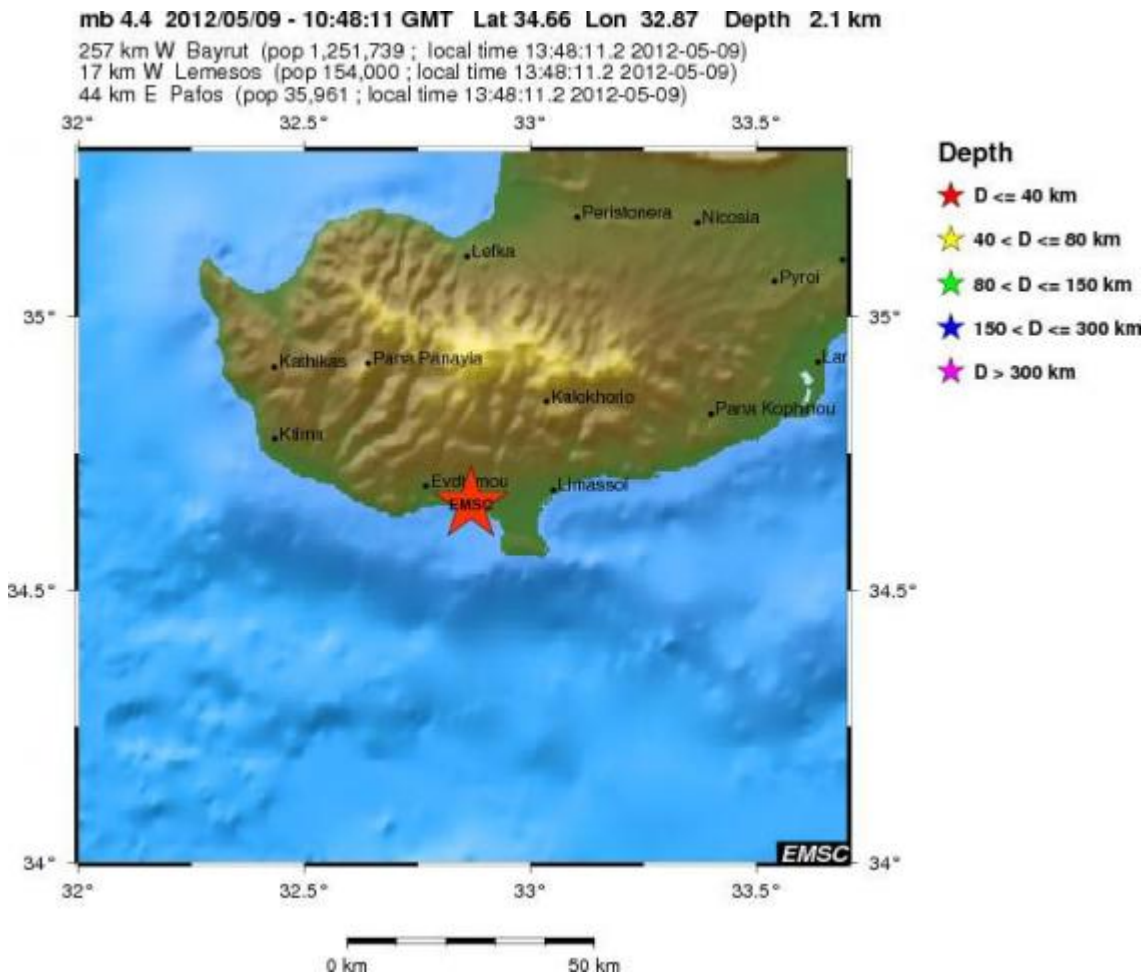 mb 4.4 2012/05/09 - 10:48:11 GMT Lat 34.66 Lon 32.87 Depth 2.1 km
257 km W Bayrut (pop 1,251,739 ; local time 13:48:11.2 2012-05-09)
17 km W Lemesos (pop 154,000 ; local time 13:48:11.2 2012-05-09)
44 km E Pafos (pop 35,961 ; local time 13:48:11.2 2012-05-09)
32° 32.5° 33° 33.5°
Depth
D <= 40 km
40 < D <= 80 km
80 < D <= 150 km
150 < D <= 300 km
D > 300 km
Peristonera
Nicosia
Lefka
Pyroi
35° 35°
Kathikas
Pana Panayia
Lar
Kalokhorio
Pana Kophinou
Ktima
Evdhimou
Limassol
EMSC
34.5° 34.5°
34° 34°
EMSC
32° 32.5° 33° 33.5°
0 km 50 km